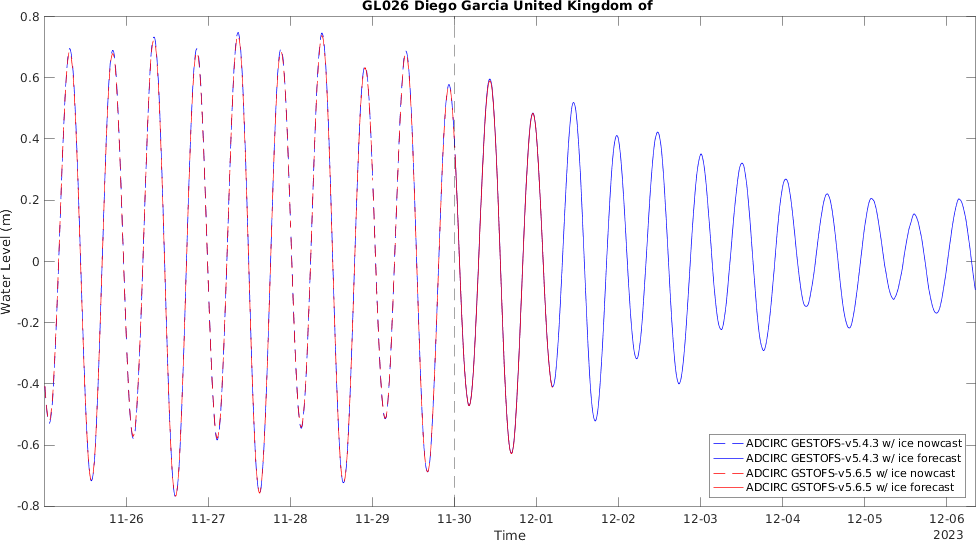 GL026 Diego Garcia United Kingdom of
0.8
0.6
0.4
0.2
0
-0.2
-0.4
-0.6
-0.8
Water Level (m)
11-26 11-27 11-28 11-29 11-30 12-01 12-02 12-03 12-04 12-05 12-06
Time
2023
ADCIRC GESTOFS-v5.4.3 w/ ice nowcast
ADCIRC GESTOFS-v5.4.3 w/ ice forecast
ADCIRC GSTOFS-v5.6.5 w/ ice nowcast
ADCIRC GSTOFS-v5.6.5 w/ ice forecast